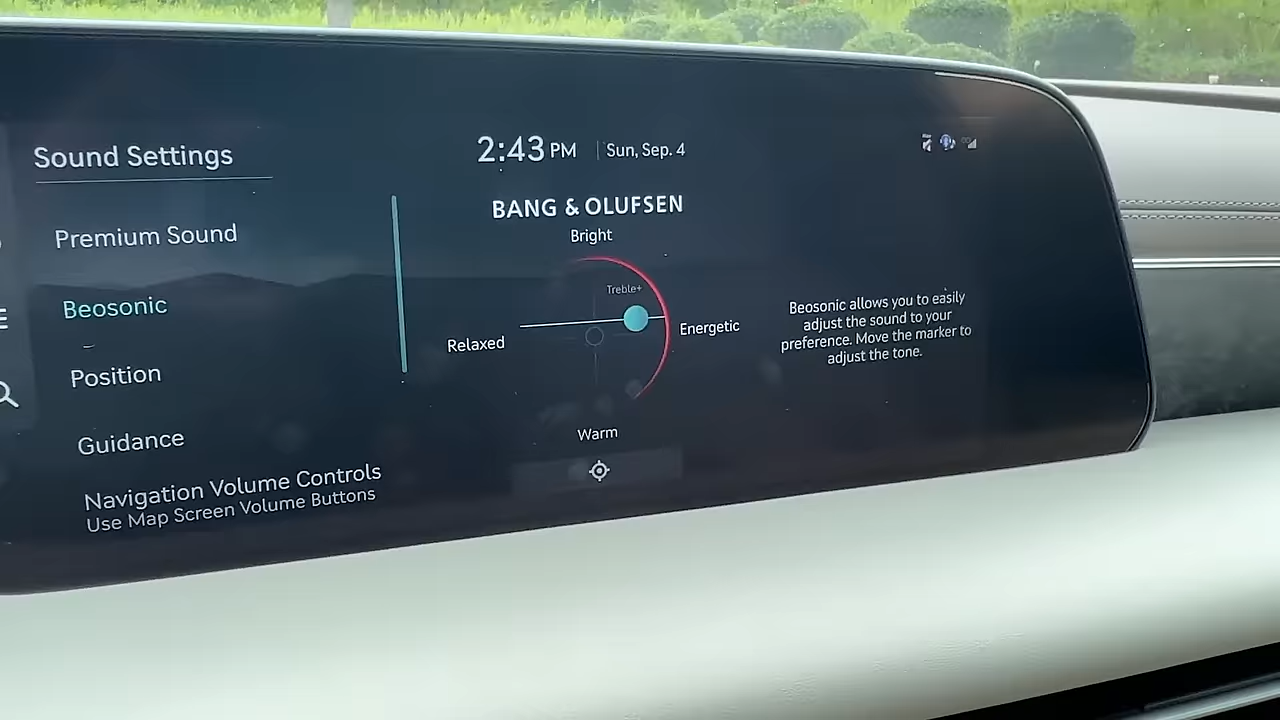 Sound Settings
2:43 PM
Sun, Sep. 4
Premium Sound
Beosonic
Position
Guidance
Navigation Volume Controls
Use Map Screen Volume Buttons
BANG & OLUFSEN
Bright
Treble+
Relaxed
Energetic
Warm
Beosonic allows you to easily
adjust the sound to your
preference. Move the marker to
adjust the tone.